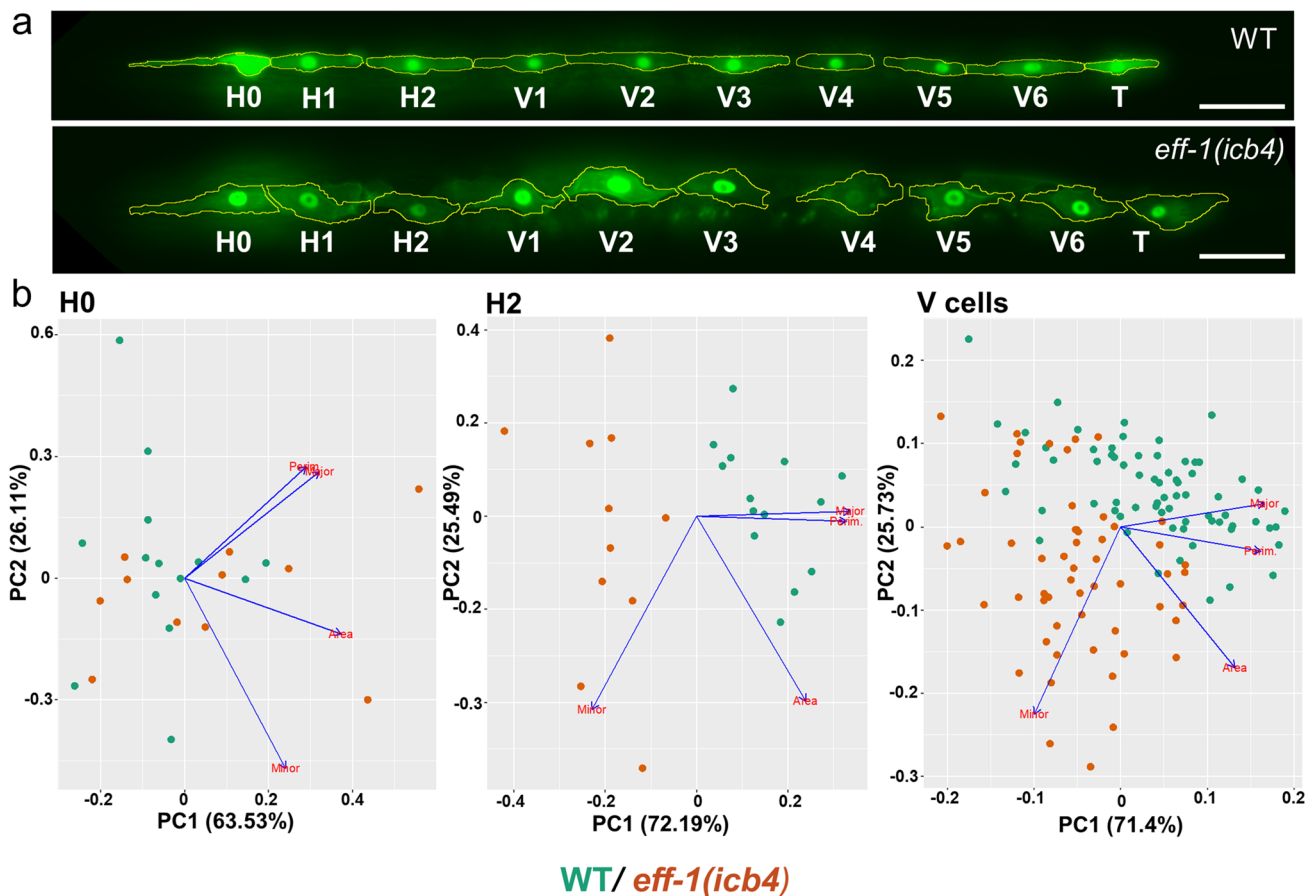 a
WT
H0 H1 H2 V1 V2 V3 V4 V5 V6 T
eff-1(icb4)
H0 H1 H2 V1 V2 V3 V4 V5 V6 T
b
H0
H2
V cells
PC2 (26.11%)
0.6
0.3
0
-0.3
Perim.
Major
Area
Minor
-0.2 0 0.2 0.4
PC1 (63.53%)
PC2 (25.49%)
0.4
0.2
0
-0.2
-0.3
Major
Perim.
Minor
Area
-0.4 -0.2 0 0.2
PC1 (72.19%)
PC2 (25.73%)
0.2
0.1
0
-0.1
-0.2
-0.3
Major
Perim.
Area
Minor
-0.2 -0.1 0 0.1 0.2
PC1 (71.4%)
WT/ eff-1(icb4)